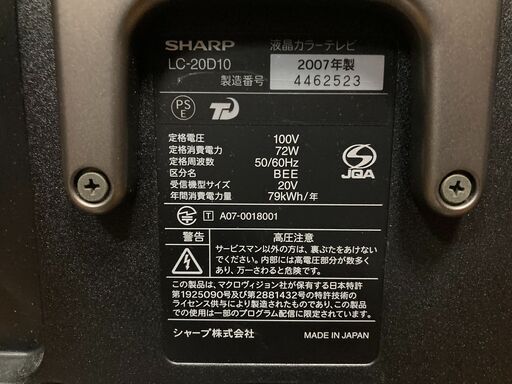 SHARP 液晶カラーテレビ
LC-20D10 2007年製
製造番号 4462523
PS
E
定格電圧 100V
定格消費電力 72W
定格周波数 50/60Hz
区分名 BEE
受信機型サイズ 20V
年間消費電力量 79kWh/年
JQA
T A07-0018001
警告 高圧注意
サービスマン以外の方は、裏ぶたをあけない
でください。内部には高電圧部分が数多く
あり、万一さわると危険です。
この製品は、マクロヴィジョン社が保有する日本特許
第1925090号及び第2881432号の特許技術の
ライセンス供与により製造されたものであり、この製品
での使用は一部のプログラム配信に限定されており
ます。
シャープ株式会社 MADE IN JAPAN